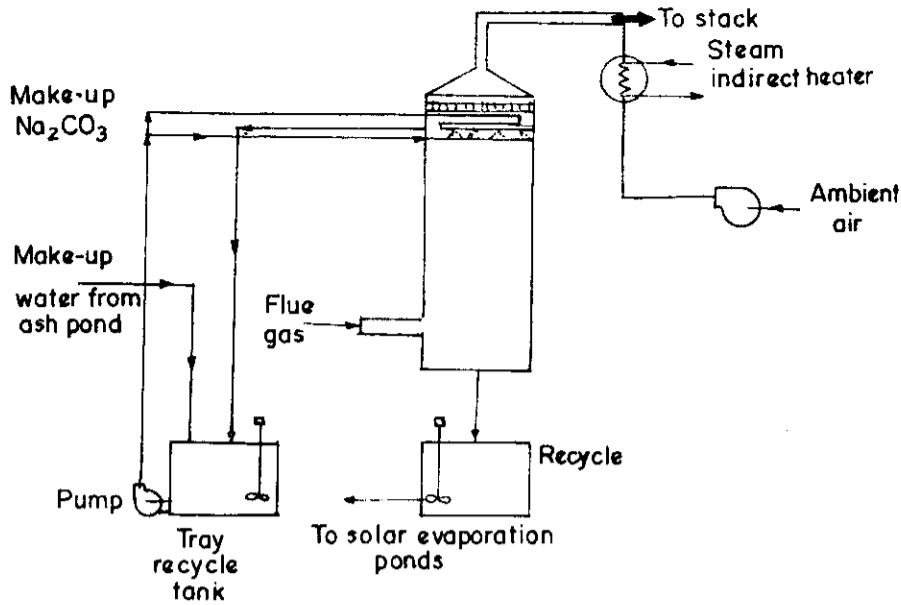 To stack
Steam
indirect heater
Make-up
Na2CO3
Ambient
air
Make-up
water from
ash pond
Flue
gas
Recycle
Pump
To solar evaporation
ponds
Tray
recycle
tank